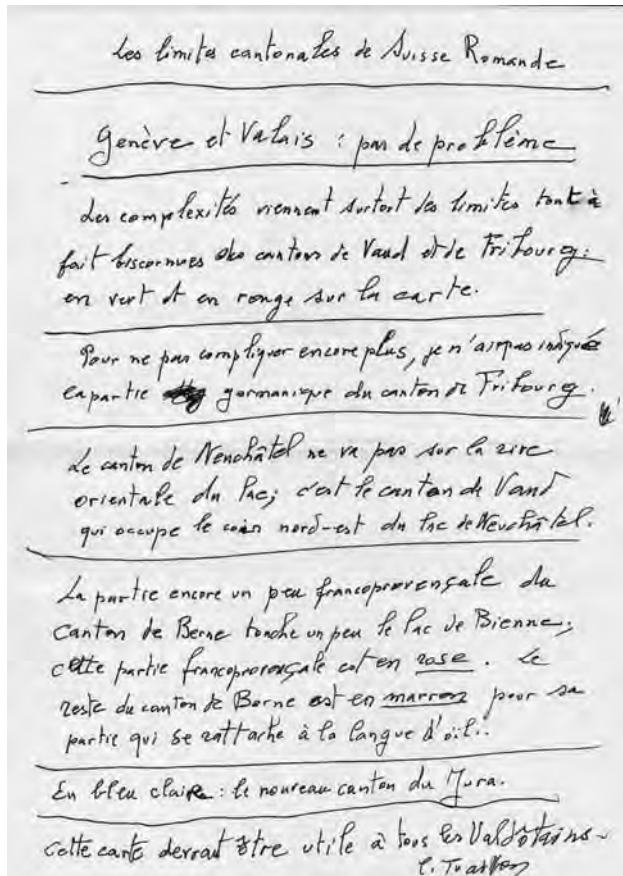 Les limites cantonales de Suisse Romande
Genève et Valais : pas de problème
Les complexités viennent surtout des limites tout à
fait biscornues des cantons de Vaud et de Fribourg :
en vert et en rouge sur la carte.
Pour ne pas compliquer encore plus, je n'ai pas indiqué
la partie germanique du canton de Fribourg.
Le canton de Neuchâtel ne va pas sur la rive
orientale du lac; c'est le canton de Vaud
qui occupe le coin nord-est du lac de Neuchâtel.
La partie encore un peu francoprovençale du
Canton de Berne touche un peu le lac de Bienne;
cette partie francoprovençale est en rose. Le
reste du canton de Berne est en marron pour sa
partie qui se rattache à la langue d'oïl.
En bleu claire : le nouveau canton du Jura.
Cette carte devrait être utile à tous les Valdôtains -